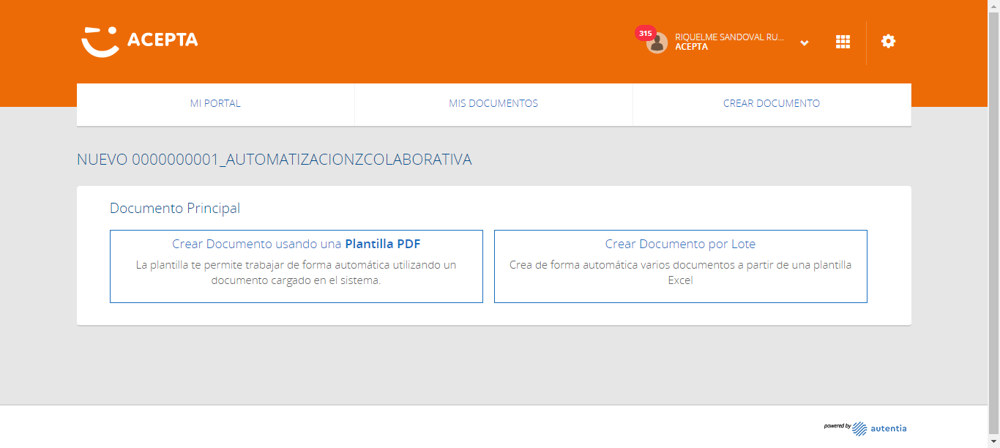 ACEPTA
315
RIQUELME SANDOVAL RU...
ACEPTA
MI PORTAL
MIS DOCUMENTOS
CREAR DOCUMENTO
NUEVO 0000000001_AUTOMATIZACIONZCOLABORATIVA
Documento Principal
Crear Documento usando una Plantilla PDF
La plantilla te permite trabajar de forma automática utilizando un
documento cargado en el sistema.
Crear Documento por Lote
Crea de forma automática varios documentos a partir de una plantilla
Excel
powered by autentia